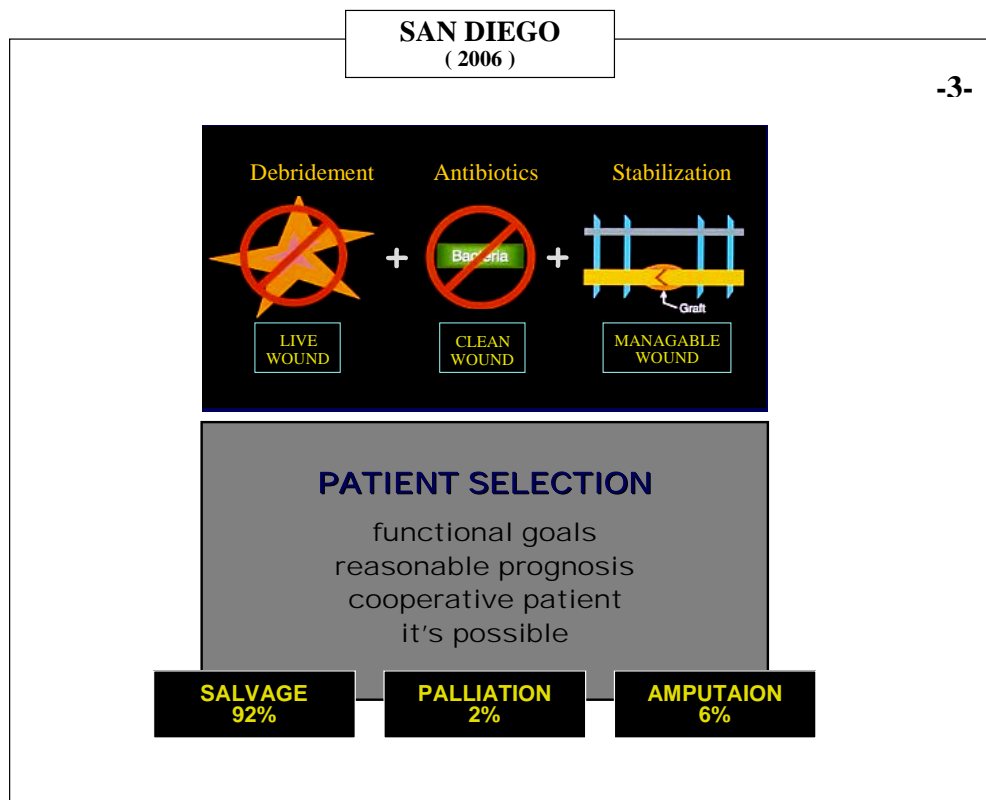 SAN DIEGO
( 2006 )
-3-
Debridement Antibiotics Stabilization
+ +
Bacteria
Graft
LIVE
WOUND
CLEAN
WOUND
MANAGABLE
WOUND
PATIENT SELECTION
functional goals
reasonable prognosis
cooperative patient
it's possible
SALVAGE
92%
PALLIATION
2%
AMPUTAION
6%